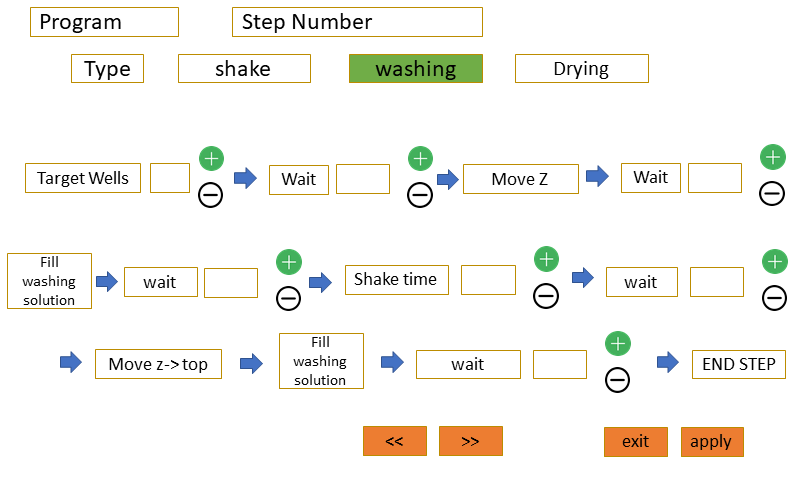 Program
Step Number
Type
shake
washing
Drying
Target Wells
Wait
Move Z
Wait
Fill
washing
solution
wait
Shake time
wait
Move z->top
Fill
washing
solution
wait
END STEP
<<
>>
exit
apply